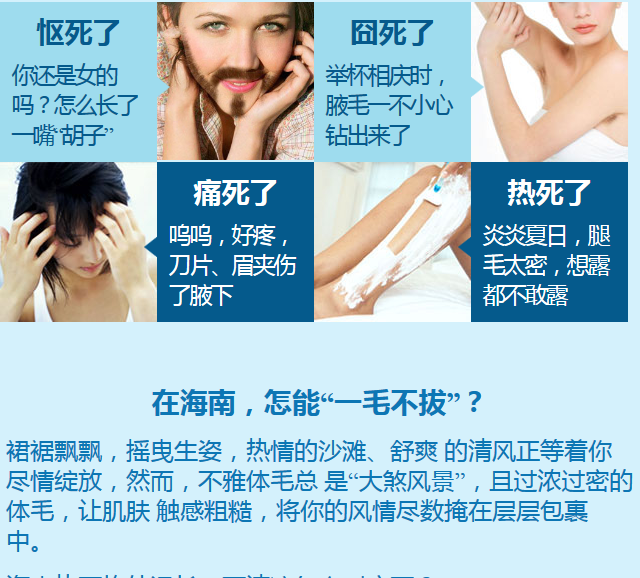 怄死了
你还是女的
吗？怎么长了
一嘴“胡子”
囧死了
举杯相庆时，
腋毛一不小心
钻出来了
痛死了
呜呜，好疼，
刀片、眉夹伤
了腋下
热死了
炎炎夏日，腿
毛太密，想露
都不敢露
在海南，怎能“一毛不拔”？
裙裾飘飘，摇曳生姿，热情的沙滩、舒爽 的清风正等着你
尽情绽放，然而，不雅体毛总 是“大煞风景”，且过浓过密的
体毛，让肌肤 触感粗糙，将你的风情尽数掩在层层包裹
中。